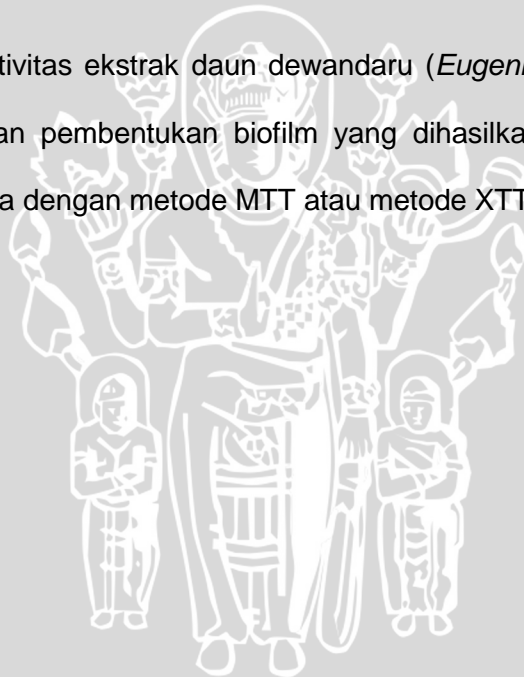 tivitas ekstrak daun dewandaru (Eugeni
an pembentukan biofilm yang dihasilka
a dengan metode MTT atau metode XTT